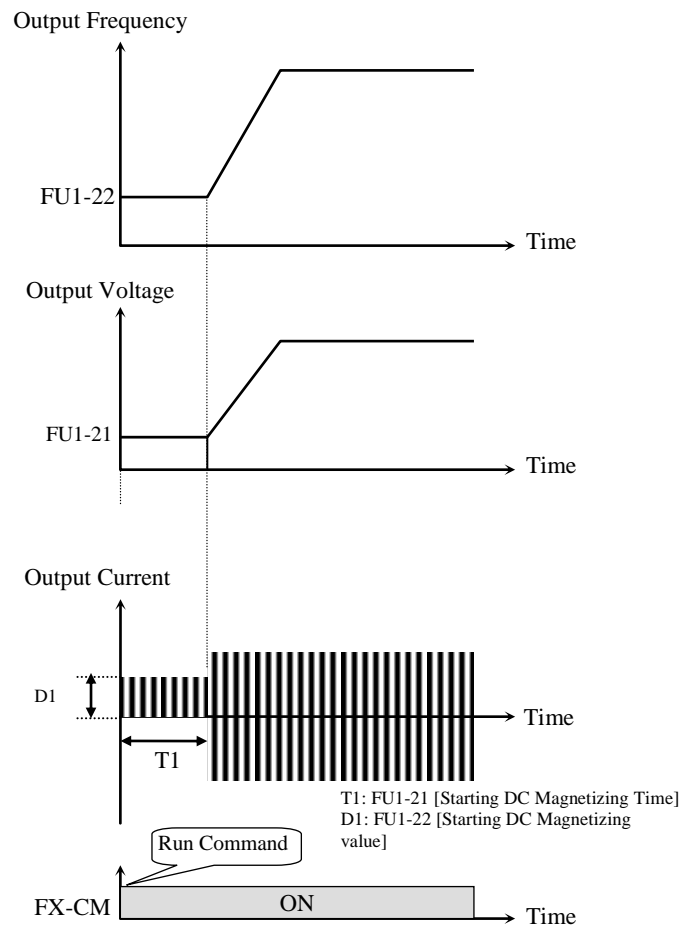 Output Frequency
FU1-22
Time
Output Voltage
FU1-21
Time
Output Current
D1
Time
T1
T1: FU1-21 [Starting DC Magnetizing Time]
D1: FU1-22 [Starting DC Magnetizing
value]
Run Command
FX-CM
ON
Time